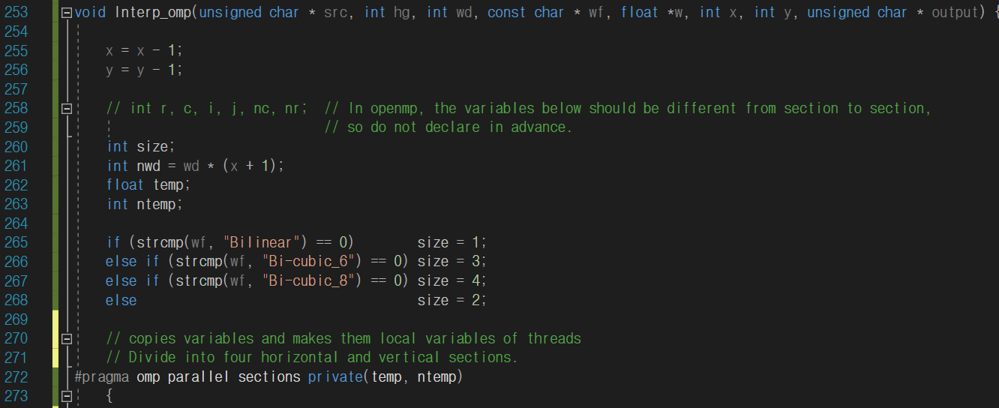 253 void Interp_omp(unsigned char * src, int hg, int wd, const char * wf, float *w, int x, int y, unsigned char * output) {
254
255     x = x - 1;
256     y = y - 1;
257
258     // int r, c, i, j, nc, nr;  // In openmp, the variables below should be different from section to section,
259                                 // so do not declare in advance.
260     int size;
261     int nwd = wd * (x + 1);
262     float temp;
263     int ntemp;
264
265     if (strcmp(wf, "Bilinear") == 0)        size = 1;
266     else if (strcmp(wf, "Bi-cubic_6") == 0) size = 3;
267     else if (strcmp(wf, "Bi-cubic_8") == 0) size = 4;
268     else                                    size = 2;
269
270     // copies variables and makes them local variables of threads
271     // Divide into four horizontal and vertical sections.
272 #pragma omp parallel sections private(temp, ntemp)
273     {